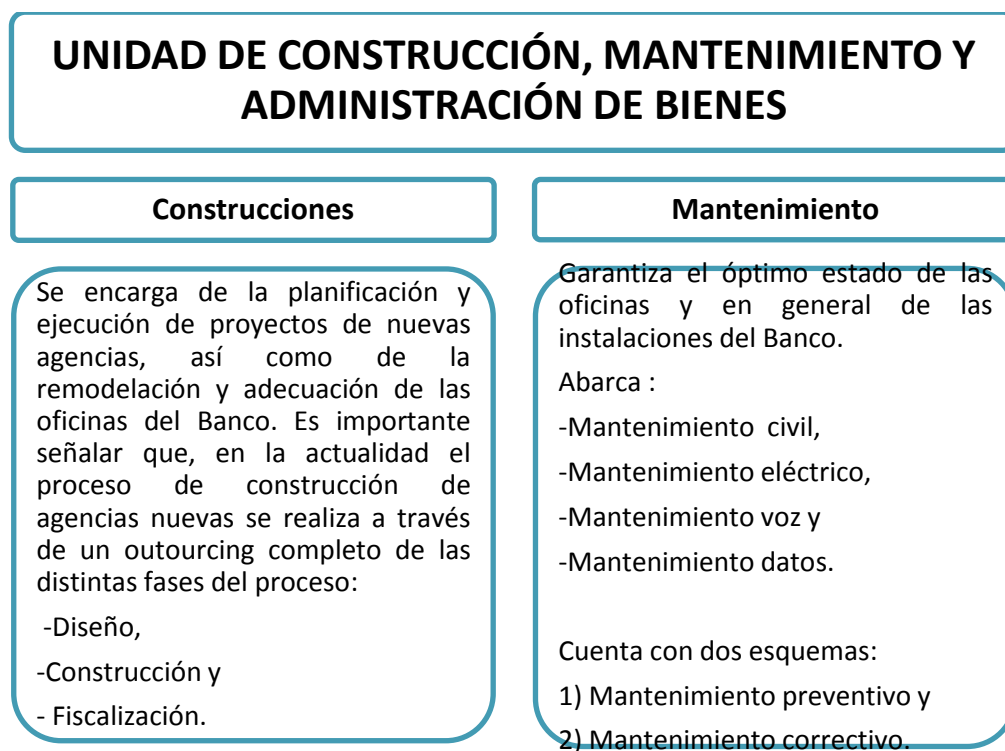 UNIDAD DE CONSTRUCCIÓN, MANTENIMIENTO Y
ADMINISTRACIÓN DE BIENES
Construcciones
Se encarga de la planificación y
ejecución de proyectos de nuevas
agencias, así como de la
remodelación y adecuación de las
oficinas del Banco. Es importante
señalar que, en la actualidad el
proceso de construcción de
agencias nuevas se realiza a través
de un outourcing completo de las
distintas fases del proceso:
-Diseño,
-Construcción y
- Fiscalización.
Mantenimiento
Garantiza el óptimo estado de las
oficinas y en general de las
instalaciones del Banco.
Abarca :
-Mantenimiento civil,
-Mantenimiento eléctrico,
-Mantenimiento voz y
-Mantenimiento datos.
Cuenta con dos esquemas:
1) Mantenimiento preventivo y
2) Mantenimiento correctivo.